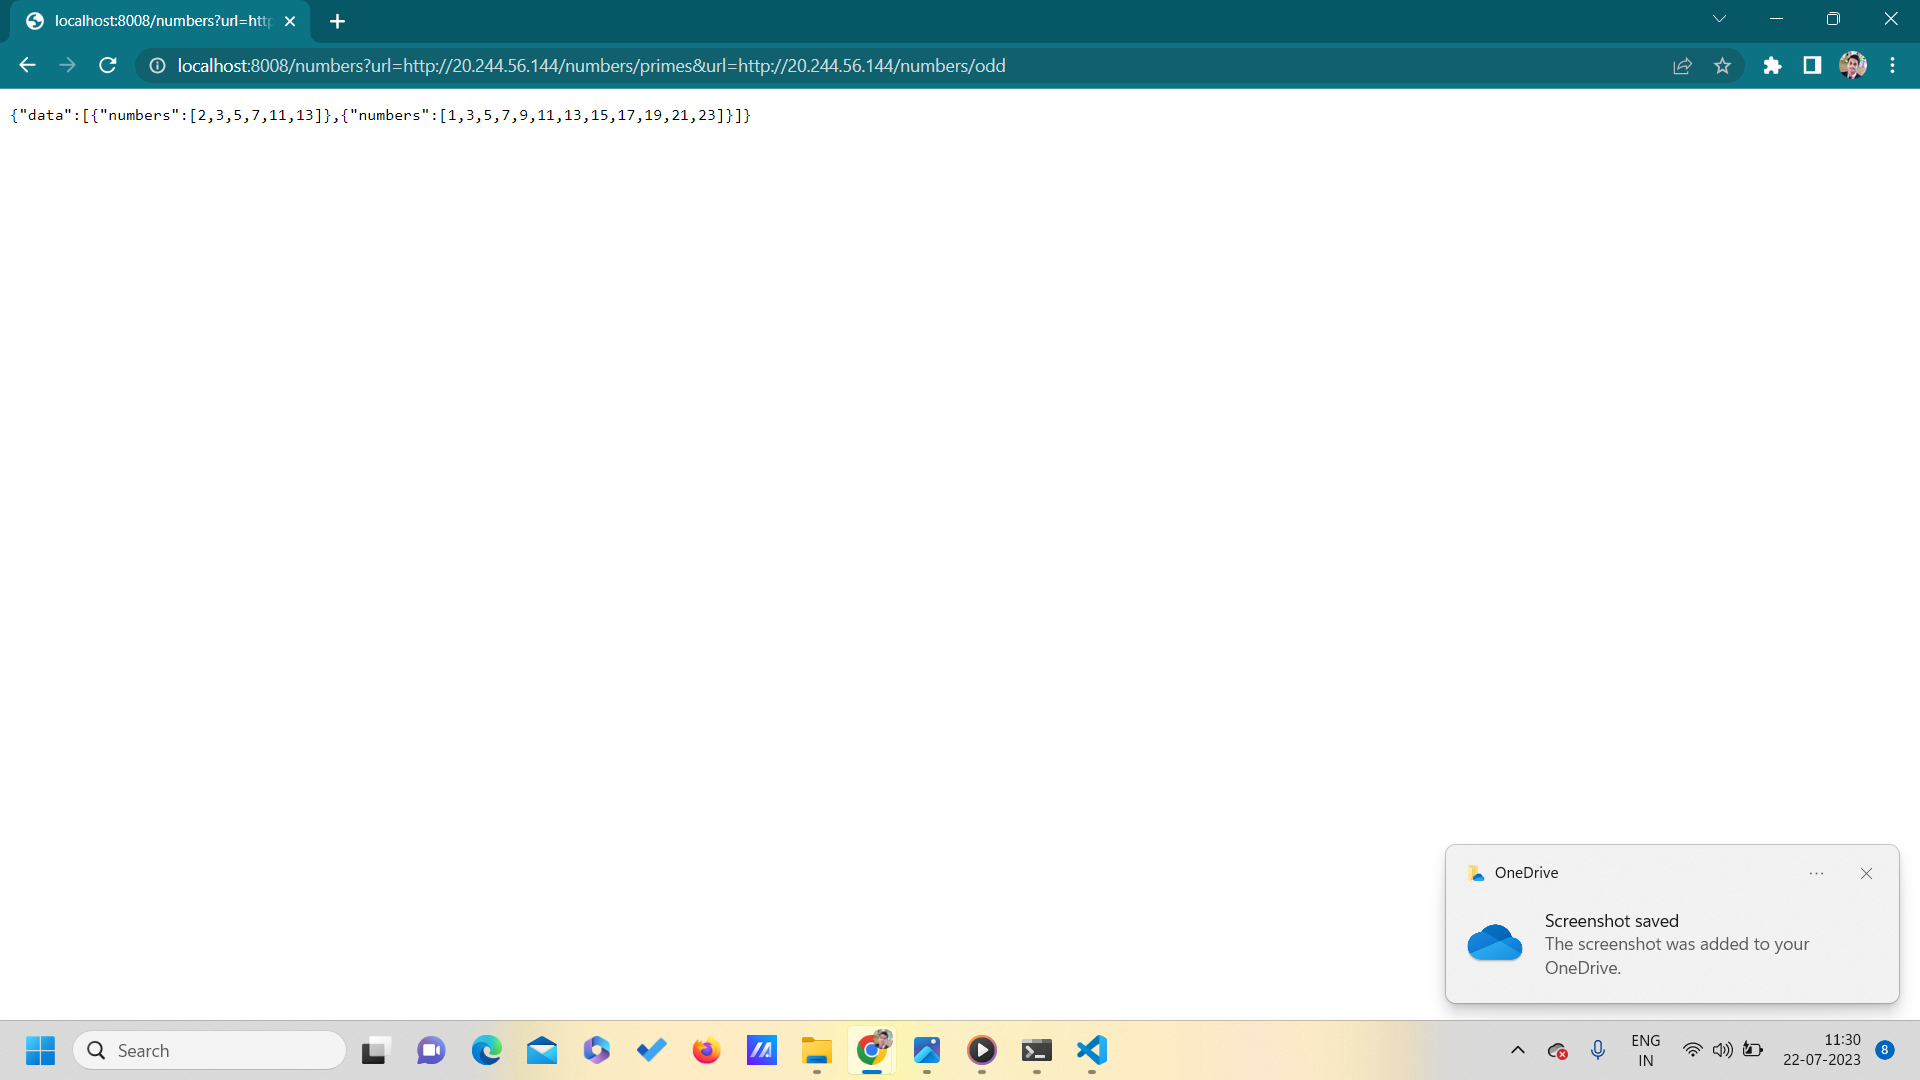 localhost:8008/numbers?url=http
localhost:8008/numbers?url=http://20.244.56.144/numbers/primes&url=http://20.244.56.144/numbers/odd
{"data":[{"numbers":[2,3,5,7,11,13]},{"numbers":[1,3,5,7,9,11,13,15,17,19,21,23]}]}
OneDrive
Screenshot saved
The screenshot was added to your
OneDrive.
Search
ENG
IN
11:30
22-07-2023
8